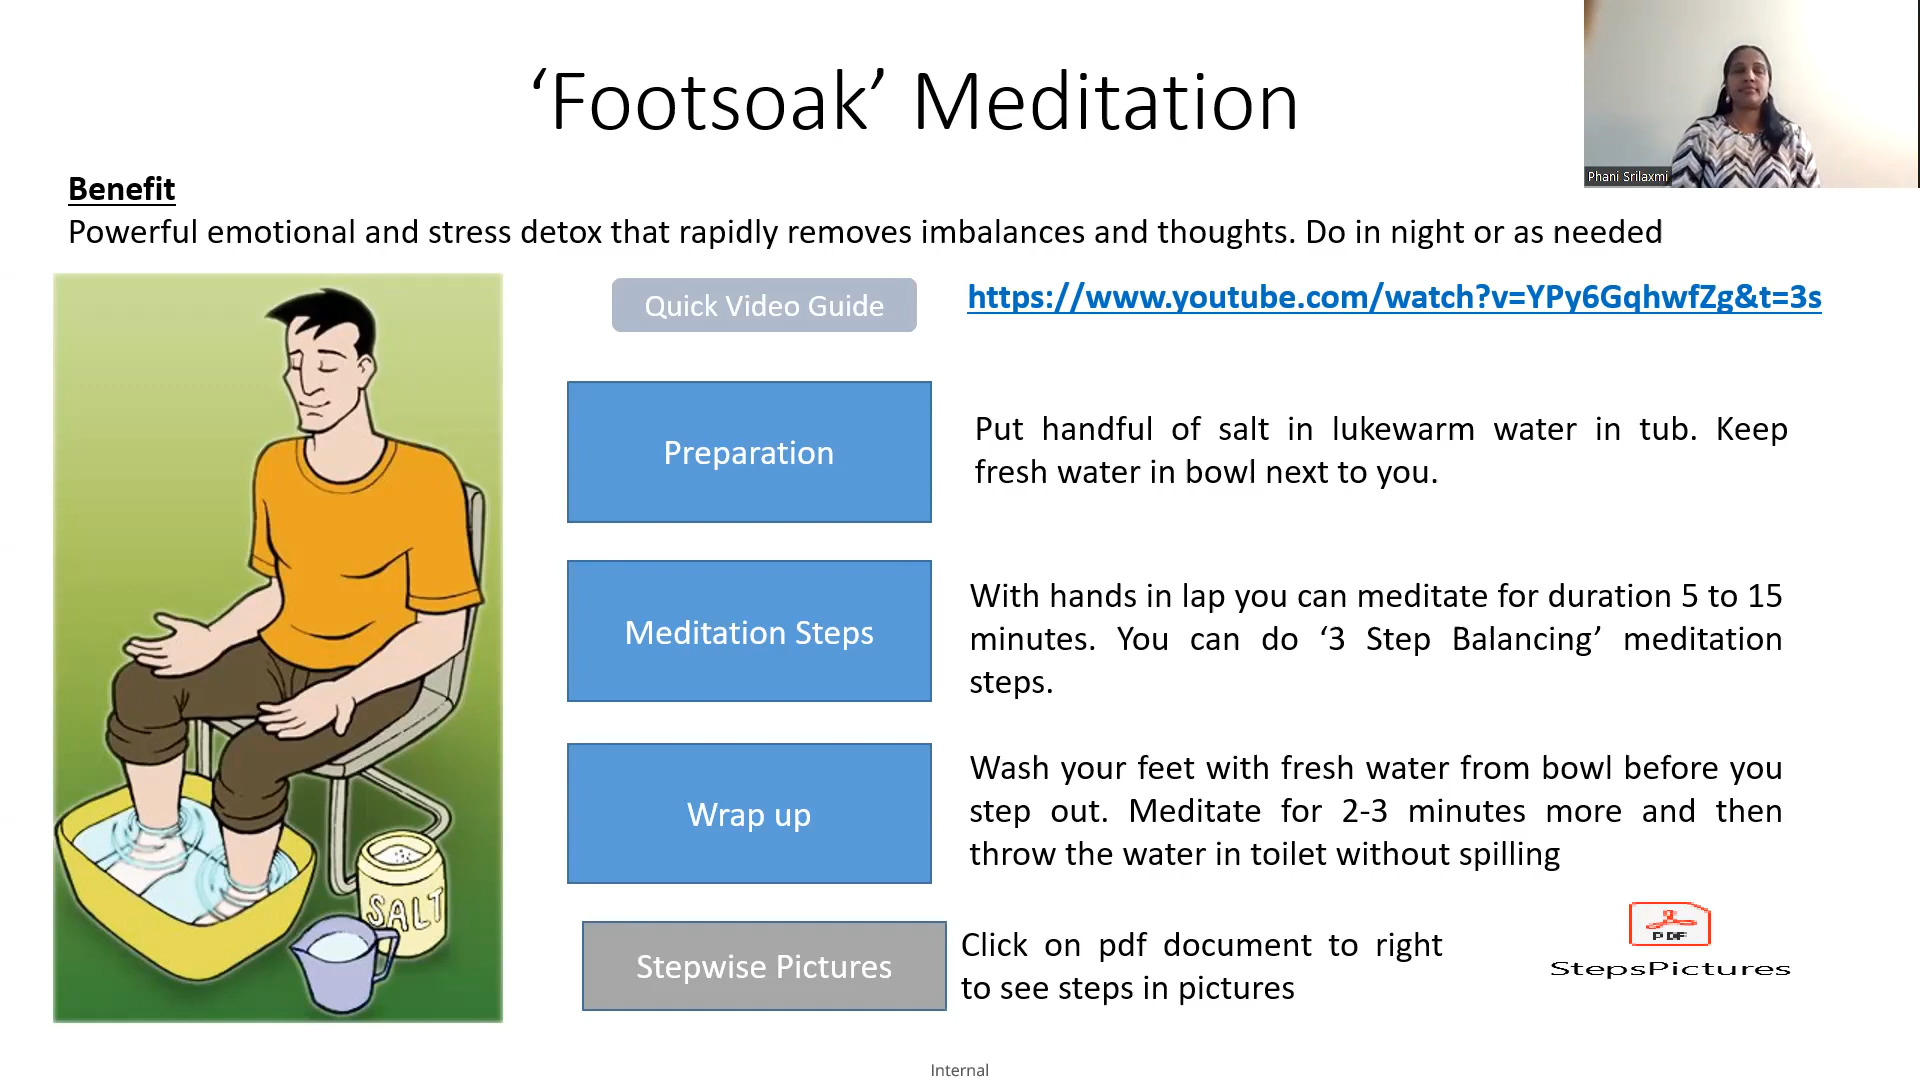 ‘Footsoak’ Meditation
Phani Srilaxmi
Benefit
Powerful emotional and stress detox that rapidly removes imbalances and thoughts. Do in night or as needed
Quick Video Guide
https://www.youtube.com/watch?v=YPy6GqhwfZg&t=3s
Preparation
Put handful of salt in lukewarm water in tub. Keep
fresh water in bowl next to you.
Meditation Steps
With hands in lap you can meditate for duration 5 to 15
minutes. You can do ‘3 Step Balancing’ meditation
steps.
Wrap up
Wash your feet with fresh water from bowl before you
step out. Meditate for 2-3 minutes more and then
throw the water in toilet without spilling
SALT
Stepwise Pictures
Click on pdf document to right
to see steps in pictures
PDF
StepsPictures
Internal